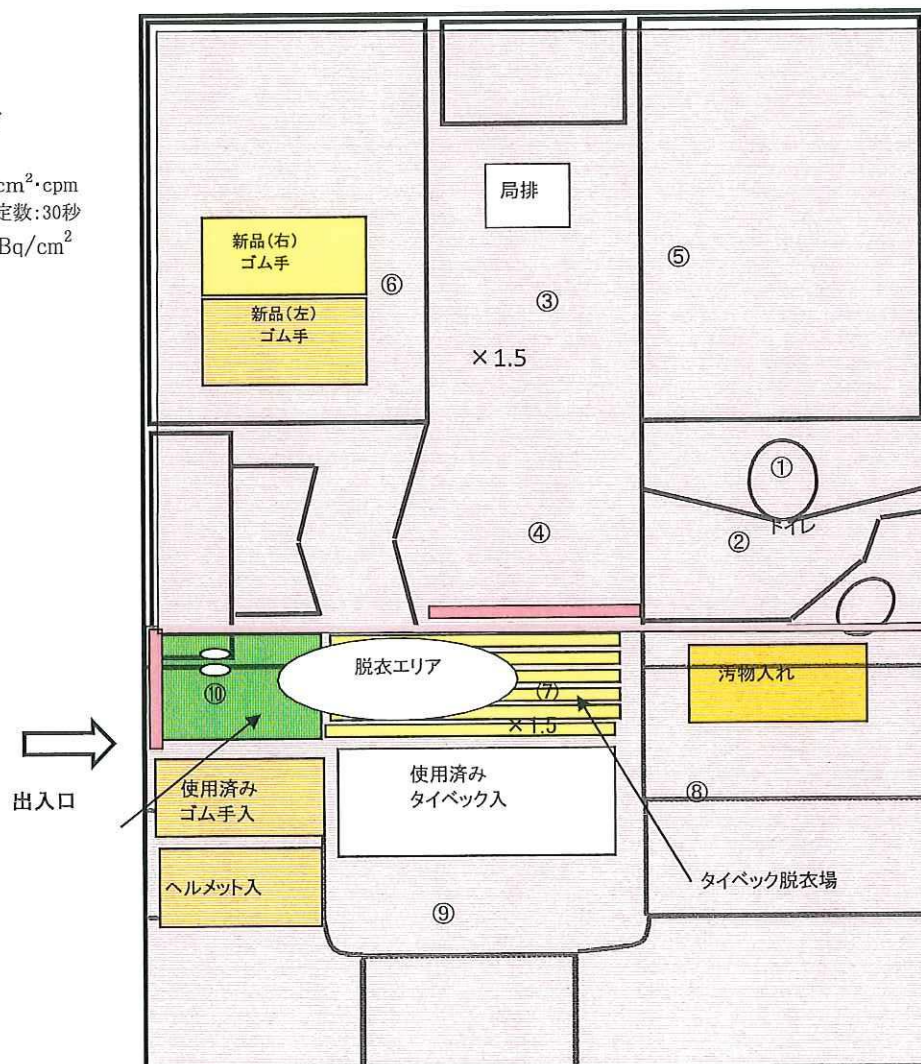 cm²・cpm
定数:30秒
Bq/cm²
局排
新品(右)
ゴム手
⑥
⑤
新品(左)
ゴム手
③
×1.5
①
トイレ
④
②
脱衣エリア
汚物入れ
⑩
(7)
×1.5
出入口
使用済み
ゴム手入
使用済み
タイベック入
⑧
ヘルメット入
タイベック脱衣場
⑨